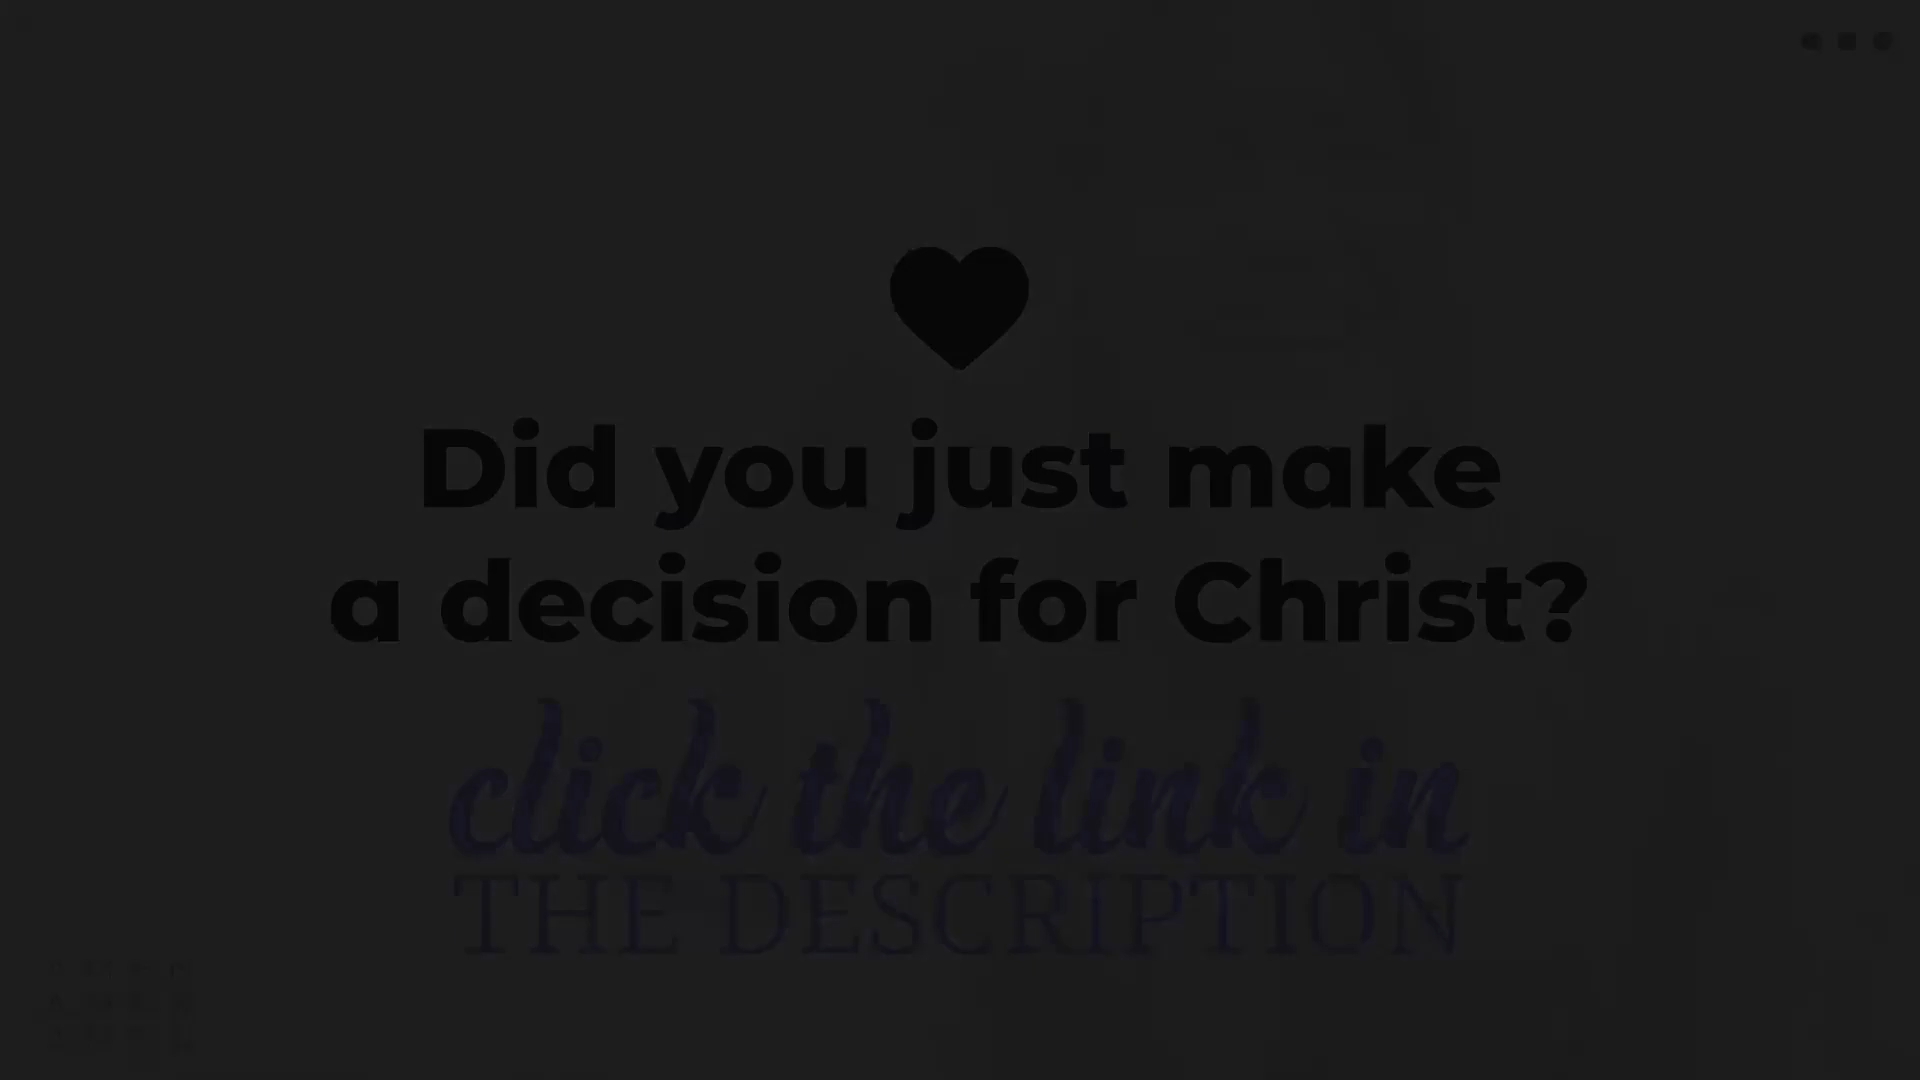 Did you just make
a decision for Christ?
click the link in
THE DESCRIPTION